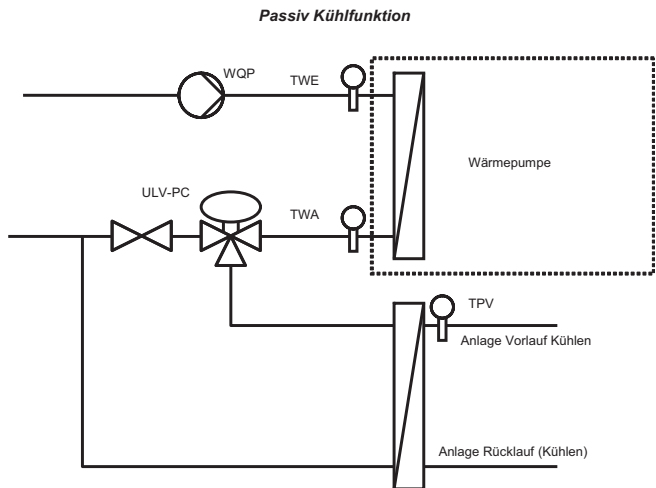 Passiv Kühlfunktion
WQP
TWE
Wärmepumpe
ULV-PC
TWA
TPV
Anlage Vorlauf Kühlen
Anlage Rücklauf (Kühlen)